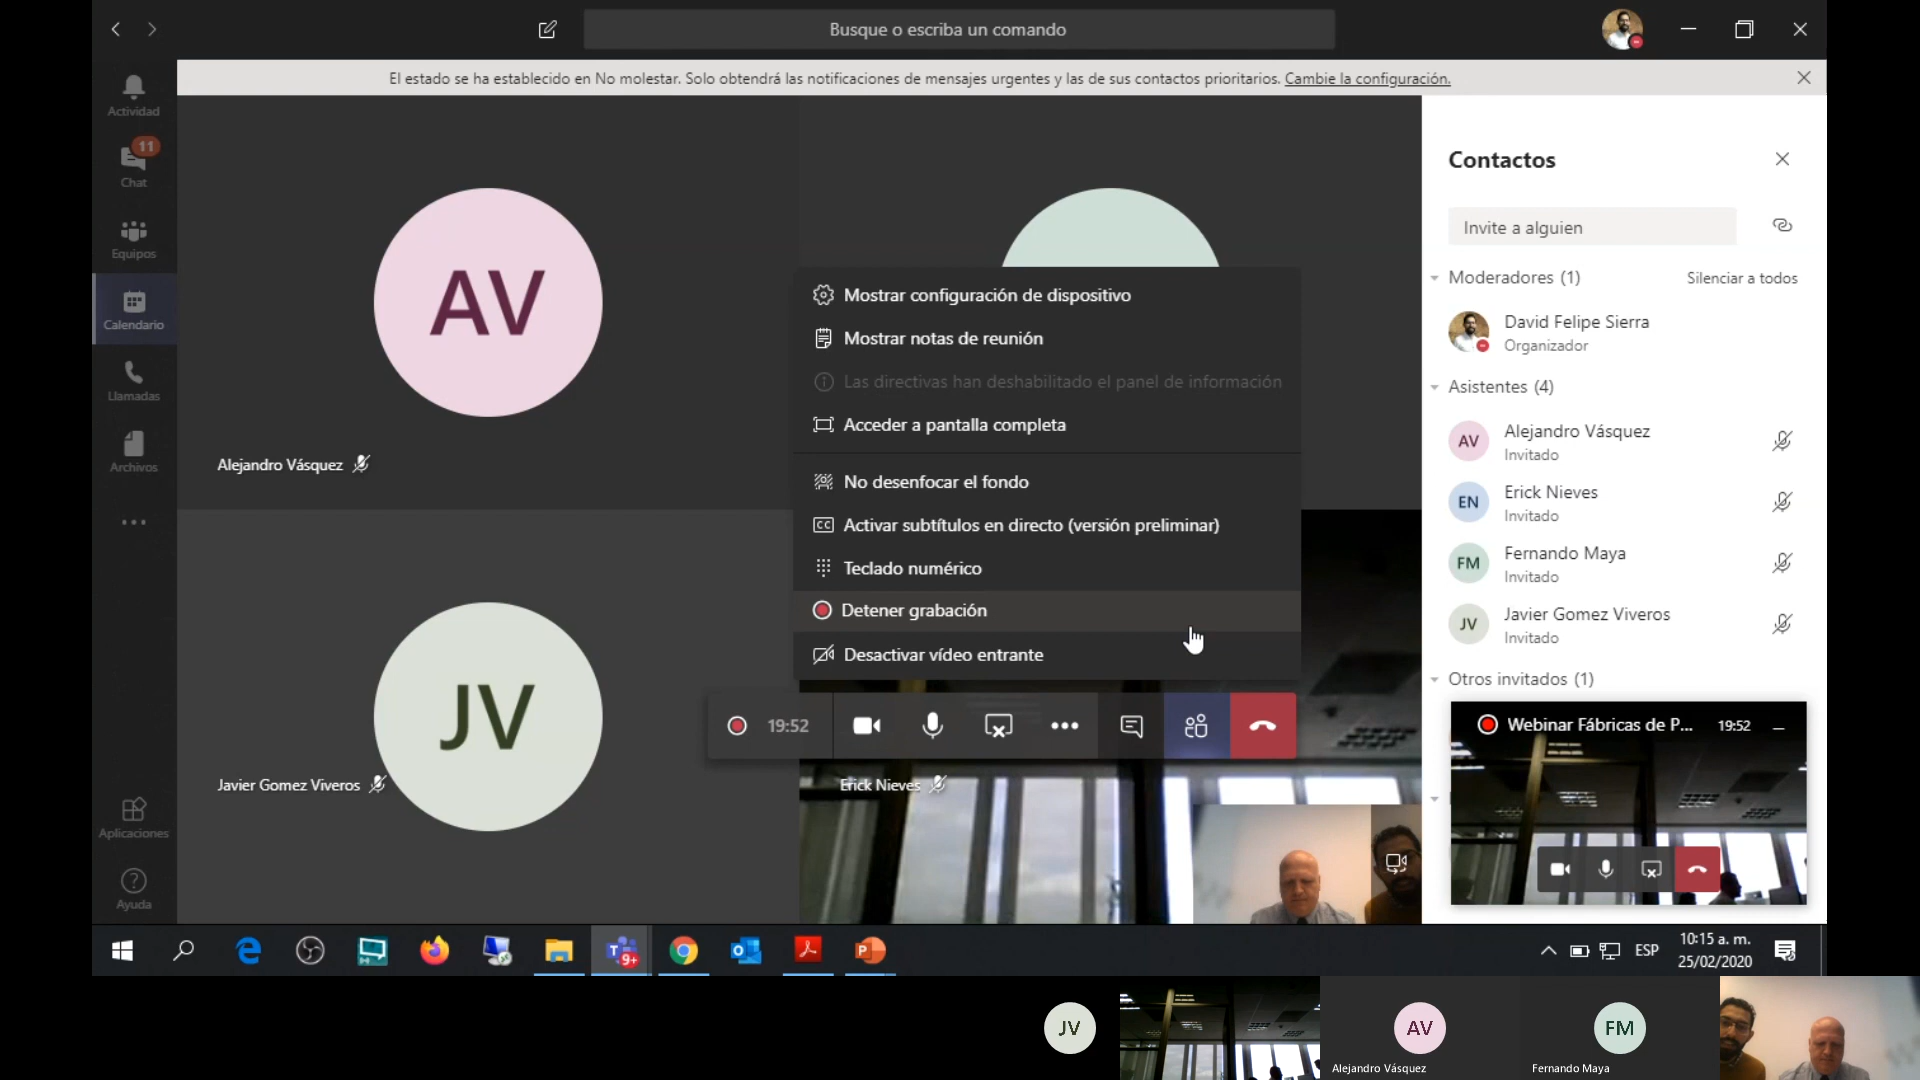 Busque o escriba un comando
El estado se ha establecido en No molestar. Solo obtendrá las notificaciones de mensajes urgentes y las de sus contactos prioritarios. Cambie la configuración.
Actividad
11
Chat
Equipos
Calendario
Llamadas
Archivos
Aplicaciones
Ayuda
AV
Alejandro Vásquez
JV
Javier Gomez Viveros
Erick Nieves
Mostrar configuración de dispositivo
Mostrar notas de reunión
Las directivas han deshabilitado el panel de información
Acceder a pantalla completa
No desenfocar el fondo
CC Activar subtítulos en directo (versión preliminar)
Teclado numérico
Detener grabación
Desactivar vídeo entrante
19:52
Contactos
Invite a alguien
Moderadores (1) Silenciar a todos
David Felipe Sierra
Organizador
Asistentes (4)
AV Alejandro Vásquez
Invitado
EN Erick Nieves
Invitado
FM Fernando Maya
Invitado
JV Javier Gomez Viveros
Invitado
Otros invitados (1)
Webinar Fábricas de P... 19:52
T 9+
P
ESP
10:15 a. m.
25/02/2020
JV
AV
Alejandro Vásquez
FM
Fernando Maya